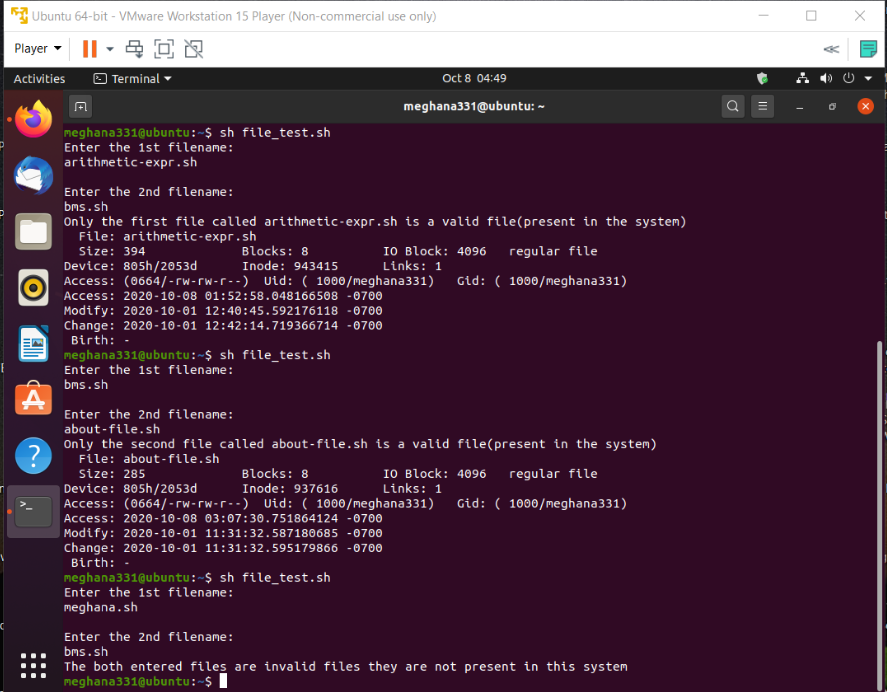 Ubuntu 64-bit - VMware Workstation 15 Player (Non-commercial use only)
Player
Activities Terminal Oct 8 04:49
meghana331@ubuntu: ~
meghana331@ubuntu:~$ sh file_test.sh
Enter the 1st filename:
arithmetic-expr.sh
Enter the 2nd filename:
bms.sh
Only the first file called arithmetic-expr.sh is a valid file(present in the system)
File: arithmetic-expr.sh
Size: 394 Blocks: 8 IO Block: 4096 regular file
Device: 805h/2053d Inode: 943415 Links: 1
Access: (0664/-rw-rw-r--) Uid: ( 1000/meghana331) Gid: ( 1000/meghana331)
Access: 2020-10-08 01:52:58.048166508 -0700
Modify: 2020-10-01 12:40:45.592176118 -0700
Change: 2020-10-01 12:42:14.719366714 -0700
Birth: -
meghana331@ubuntu:~$ sh file_test.sh
Enter the 1st filename:
bms.sh
Enter the 2nd filename:
about-file.sh
Only the second file called about-file.sh is a valid file(present in the system)
File: about-file.sh
Size: 285 Blocks: 8 IO Block: 4096 regular file
Device: 805h/2053d Inode: 937616 Links: 1
Access: (0664/-rw-rw-r--) Uid: ( 1000/meghana331) Gid: ( 1000/meghana331)
Access: 2020-10-08 03:07:30.751864124 -0700
Modify: 2020-10-01 11:31:32.587180685 -0700
Change: 2020-10-01 11:31:32.595179866 -0700
Birth: -
meghana331@ubuntu:~$ sh file_test.sh
Enter the 1st filename:
meghana.sh
Enter the 2nd filename:
bms.sh
The both entered files are invalid files they are not present in this system
meghana331@ubuntu:~$